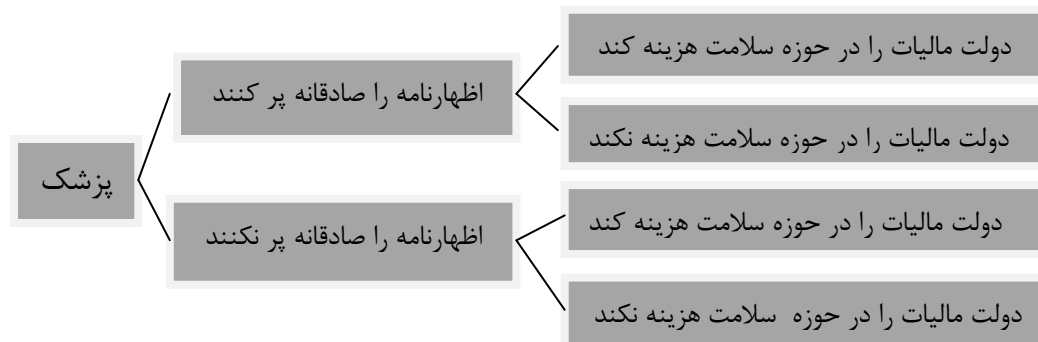 دولت مالیات را در حوزه سلامت هزینه کند
اظهارنامه را صادقانه پر کنند
دولت مالیات را در حوزه سلامت هزینه نکند
پزشک
دولت مالیات را در حوزه سلامت هزینه کند
اظهارنامه را صادقانه پر نکنند
دولت مالیات را در حوزه سلامت هزینه نکند